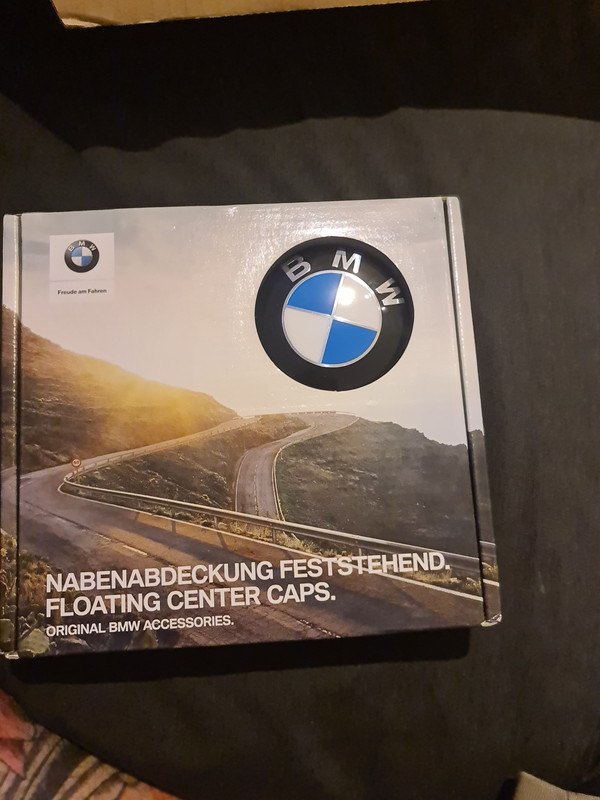 BMW
Freude am Fahren
BMW
NABENABDECKUNG FESTSTEHEND.
FLOATING CENTER CAPS.
ORIGINAL BMW ACCESSORIES.